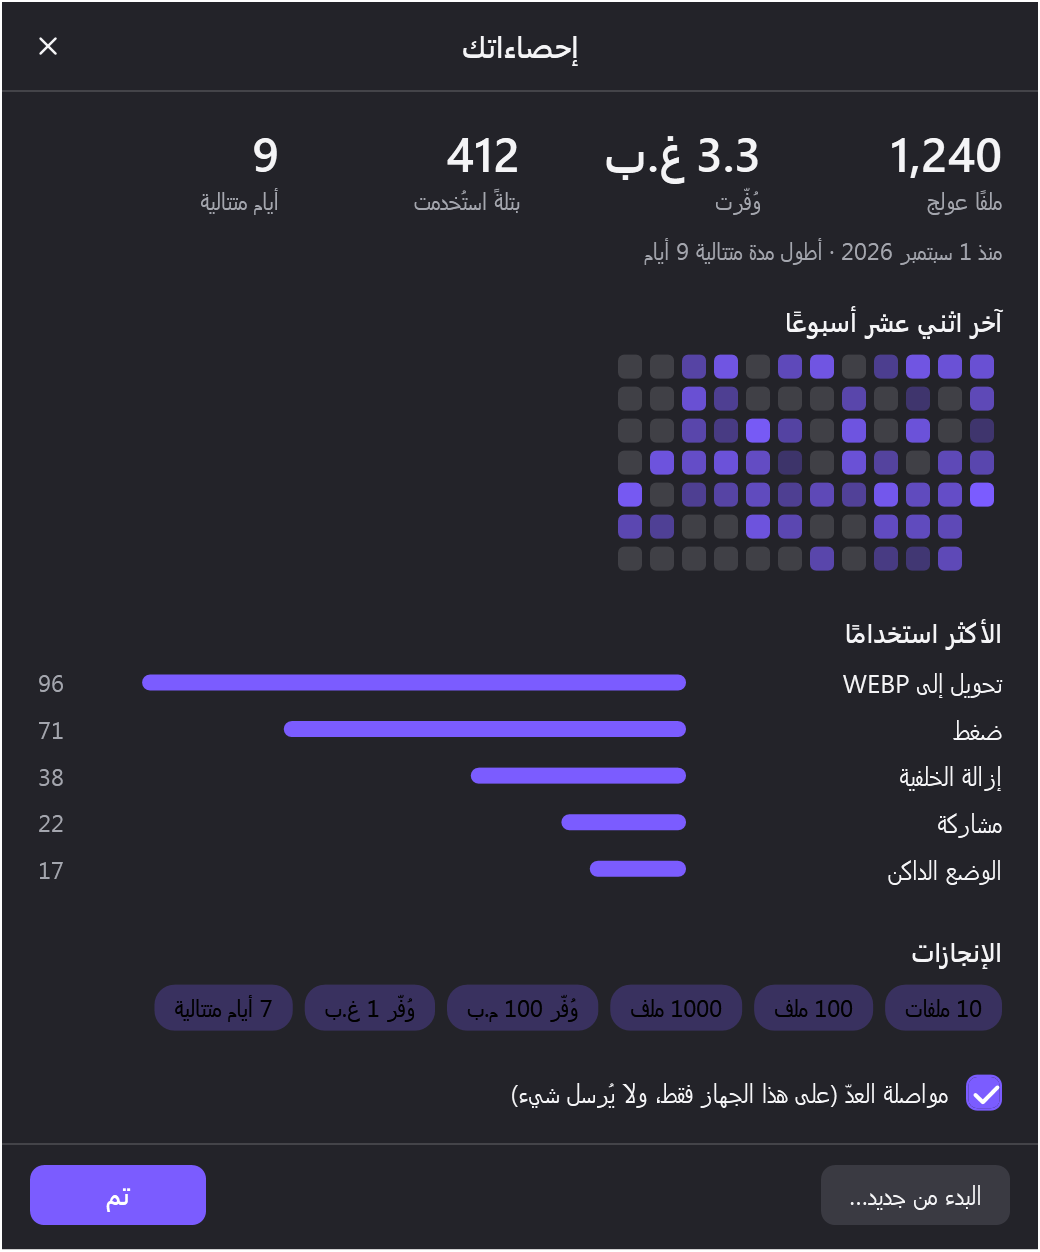 إحصاءاتك
1,240
ملفًا عولج
3.3 غ.ب
وُفّرت
412
بتلةً استُخدمت
9
أيام متتالية
منذ 1 سبتمبر 2026 · أطول مدة متتالية 9 أيام
آخر اثني عشر أسبوعًا
الأكثر استخدامًا
تحويل إلى WEBP 96
ضغط 71
إزالة الخلفية 38
مشاركة 22
الوضع الداكن 17
الإنجازات
10 ملفات
100 ملف
1000 ملف
وُفّر 100 م.ب
وُفّر 1 غ.ب
7 أيام متتالية
مواصلة العدّ (على هذا الجهاز فقط، ولا يُرسل شيء)
البدء من جديد...
تم